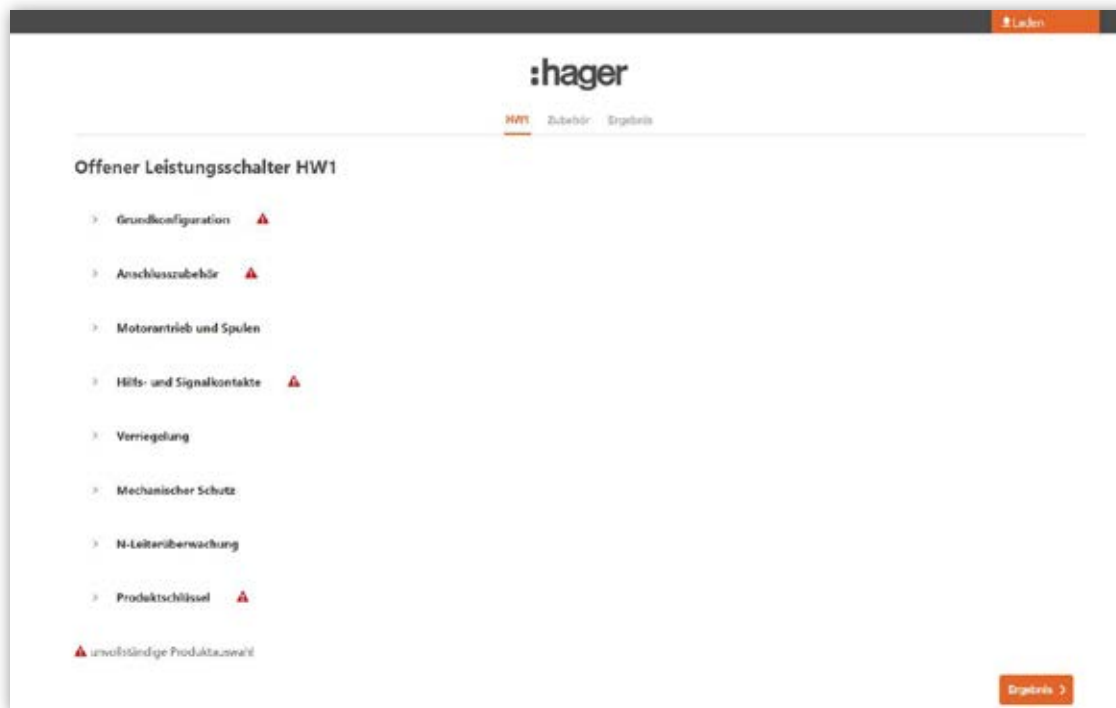 Laden
:hager
HW1 Zubehör Ergebnis
Offener Leistungsschalter HW1
Grundkonfiguration
Anschlusszubehör
Motorantrieb und Spulen
Hilfs- und Signalkontakte
Verriegelung
Mechanischer Schutz
N-Leiterüberwachung
Produktschlüssel
unvollständige Produktauswahl
Ergebnis